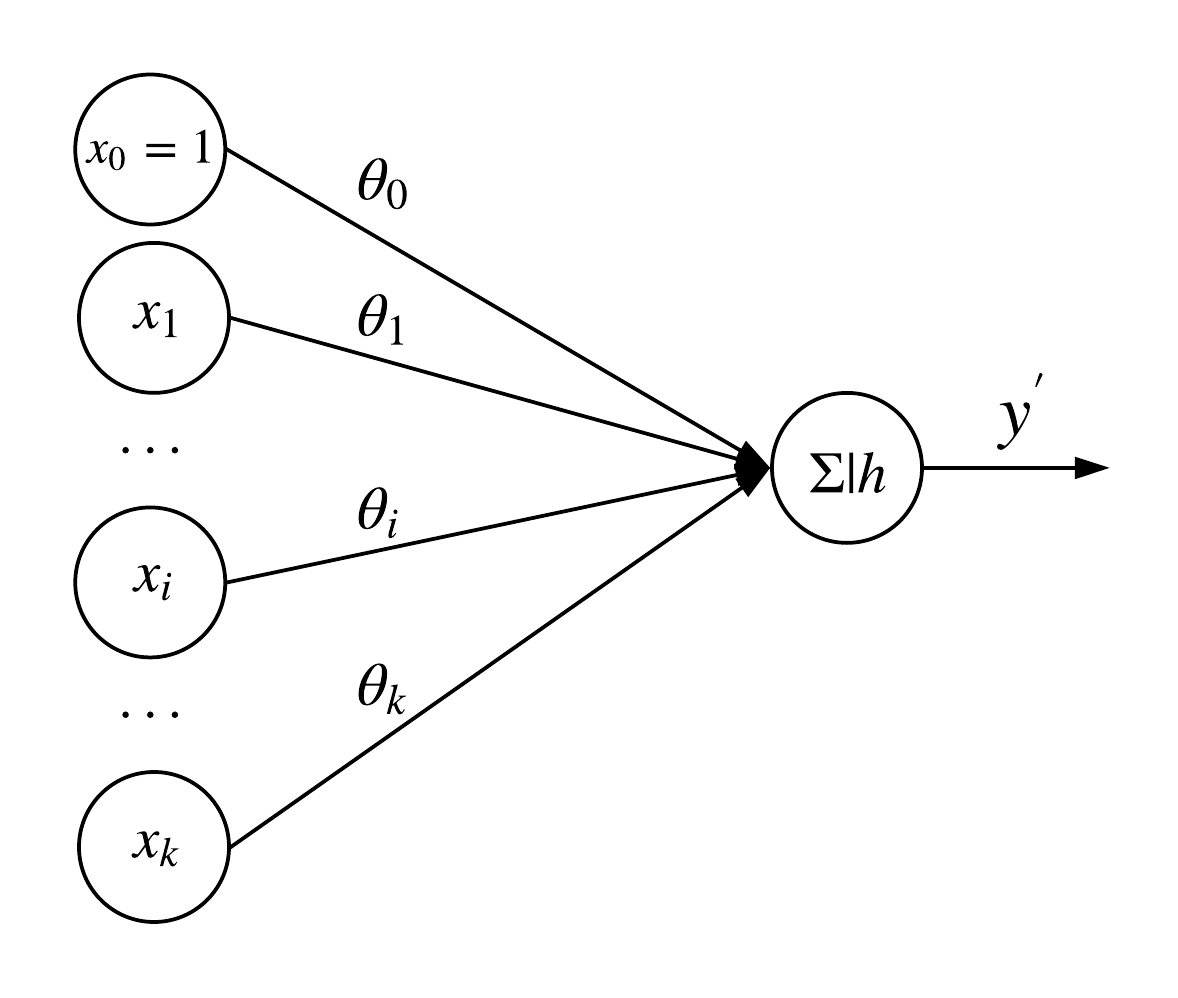 x₀ = 1
θ₀
x₁
θ₁
...
y′
Σ|h
θᵢ
xᵢ
θₖ
...
xₖ